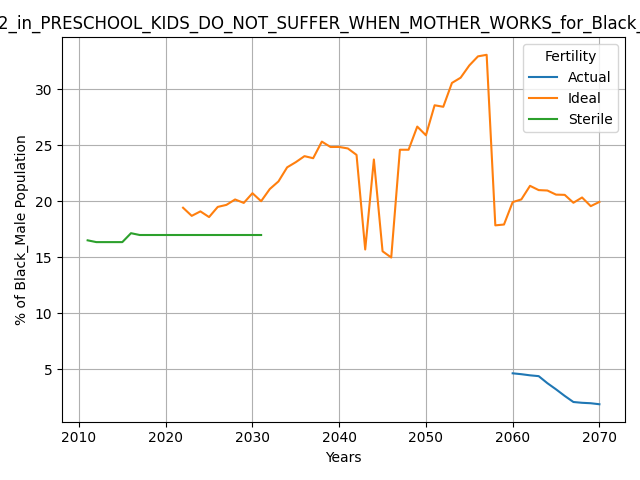 2_in_PRESCHOOL_KIDS_DO_NOT_SUFFER_WHEN_MOTHER_WORKS_for_Black_
Fertility
Actual
Ideal
Sterile
% of Black_Male Population
30
25
20
15
10
5
2010 2020 2030 2040 2050 2060 2070
Years